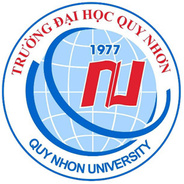 TRƯỜNG ĐẠI HỌC QUY NHƠN
1977
QUY NHON UNIVERSITY